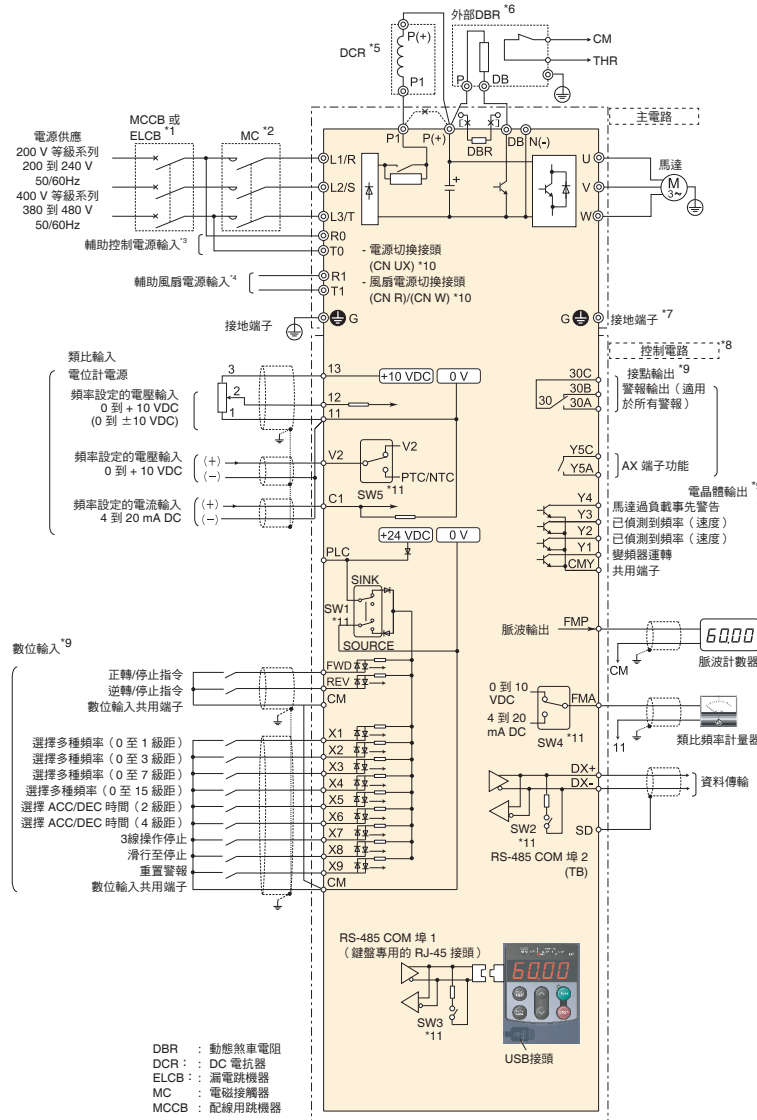 外部DBR *6
DCR *5
P(+)
P1
P
DB
CM
THR
主電路
MCCB 或
ELCB *1
MC *2
電源供應
200 V 等級系列
200 到 240 V
50/60Hz
400 V 等級系列
380 到 480 V
50/60Hz
P1
P(+)
DBR
DB
N(-)
L1/R
L2/S
L3/T
U
V
W
馬達
M
3~
輔助控制電源輸入*3
R0
T0
- 電源切換接頭
(CN UX) *10
輔助風扇電源輸入*4
R1
T1
- 風扇電源切換接頭
(CN R)/(CN W) *10
接地端子
G
G
接地端子 *7
控制電路 *8
類比輸入
電位計電源
頻率設定的電壓輸入
0 到 + 10 VDC
(0 到 ±10 VDC)
3
2
1
13
12
11
+10 VDC
0 V
頻率設定的電壓輸入
0 到 + 10 VDC
(+)
(−)
V2
V2
PTC/NTC
SW5
*11
頻率設定的電流輸入
4 到 20 mA DC
(+)
(−)
C1
30C
30B
30
30A
接點輸出 *9
警報輸出（適用
於所有警報）
Y5C
Y5A
AX 端子功能
電晶體輸出
Y4
馬達過負載事先警告
Y3
已偵測到頻率（速度）
Y2
已偵測到頻率（速度）
Y1
變頻器運轉
CMY
共用端子
+24 VDC
0 V
PLC
SINK
SW1
*11
SOURCE
脈波輸出
FMP
CM
60.00
脈波計數器
數位輸入*9
正轉/停止指令
FWD
逆轉/停止指令
REV
數位輸入共用端子
CM
0 到 10
VDC
4 到 20
mA DC
SW4
*11
FMA
11
類比頻率計量器
選擇多種頻率（0 至 1 級距）
X1
選擇多種頻率（0 至 3 級距）
X2
選擇多種頻率（0 至 7 級距）
X3
選擇多種頻率（0 至 15 級距）
X4
選擇 ACC/DEC 時間（2 級距）
X5
選擇 ACC/DEC 時間（4 級距）
X6
3線操作停止
X7
滑行至停止
X8
重置警報
X9
數位輸入共用端子
CM
DX+
DX-
資料傳輸
SD
SW2
*11
RS-485 COM 埠 2
(TB)
RS-485 COM 埠 1
（鍵盤專用的 RJ-45 接頭）
SW3
*11
60.00
USB接頭
DBR : 動態煞車電阻
DCR : DC 電抗器
ELCB : 漏電跳機器
MC : 電磁接觸器
MCCB : 配線用跳機器